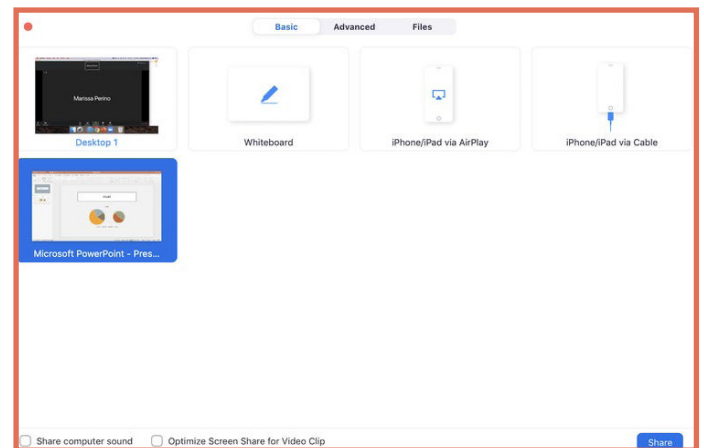 Basic Advanced Files
Marissa Perino
Desktop 1
Whiteboard
iPhone/iPad via AirPlay
iPhone/iPad via Cable
Microsoft PowerPoint - Pres...
Share computer sound
Optimize Screen Share for Video Clip
Share